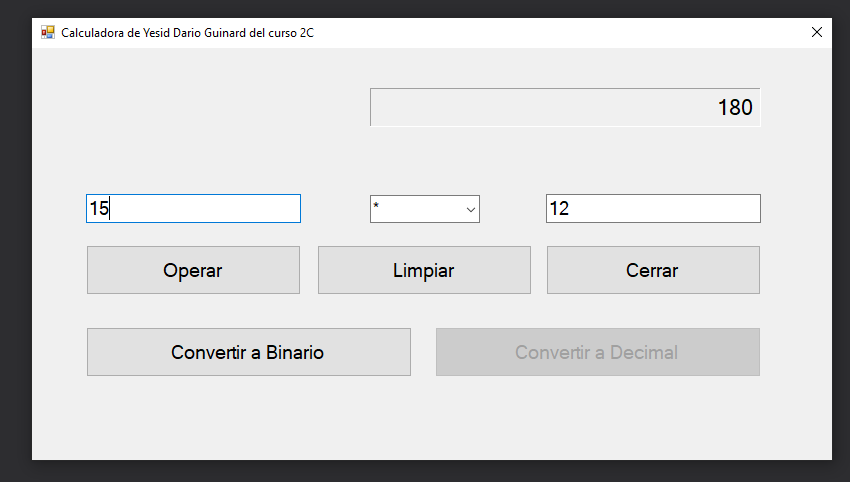 Calculadora de Yesid Dario Guinard del curso 2C
180
15 * 12
Operar Limpiar Cerrar
Convertir a Binario Convertir a Decimal